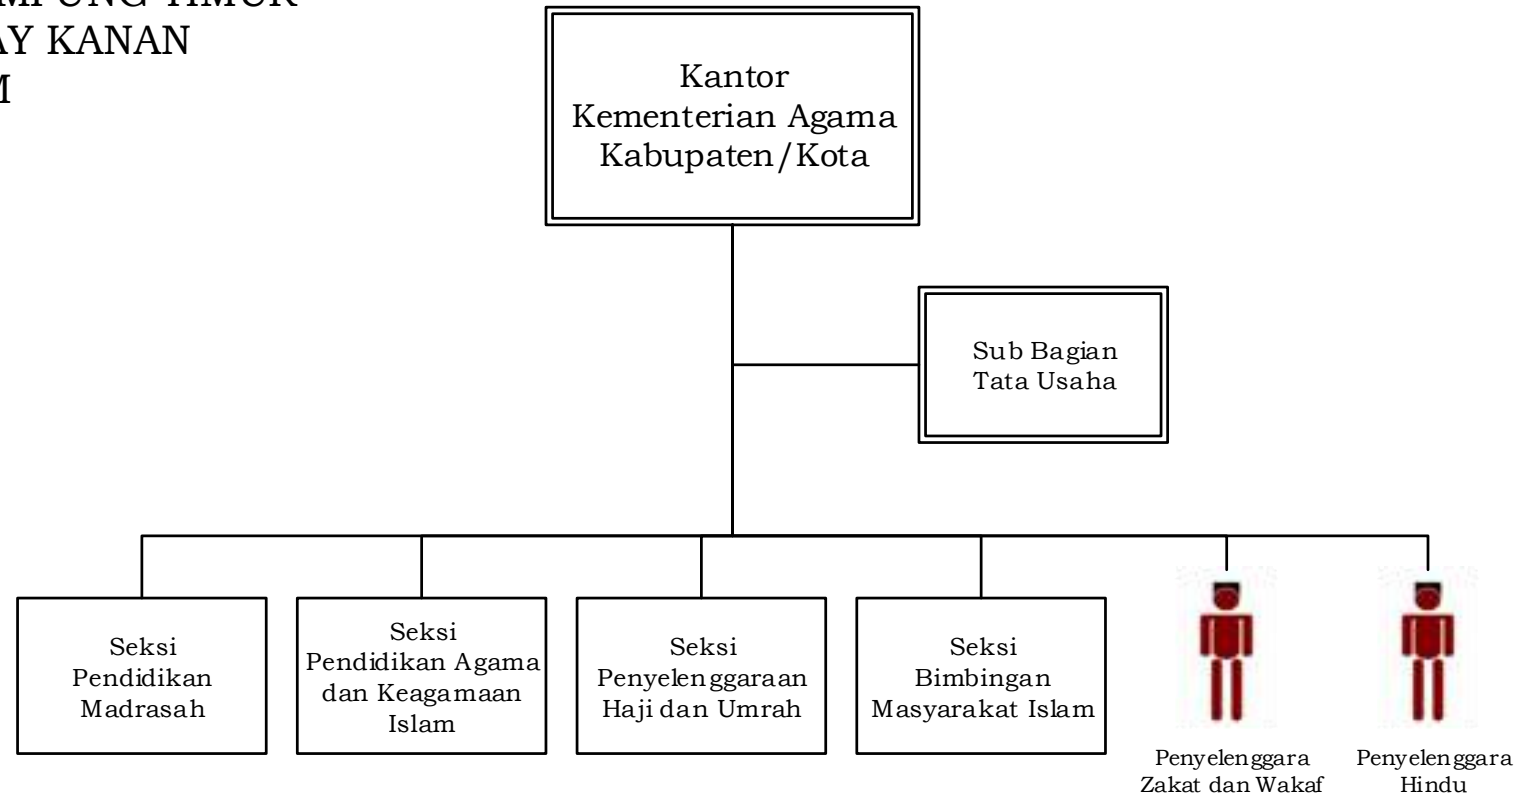 TIMUR
KANAN
Kantor
Kementerian Agama
Kabupaten/Kota
Sub Bagian
Tata Usaha
Seksi
Pendidikan
Madrasah
Seksi
Pendidikan Agama
dan Keagamaan
Islam
Seksi
Penyelenggaraan
Haji dan Umrah
Seksi
Bimbingan
Masyarakat Islam
Penyelenggara
Zakat dan Wakaf
Penyelenggara
Hindu